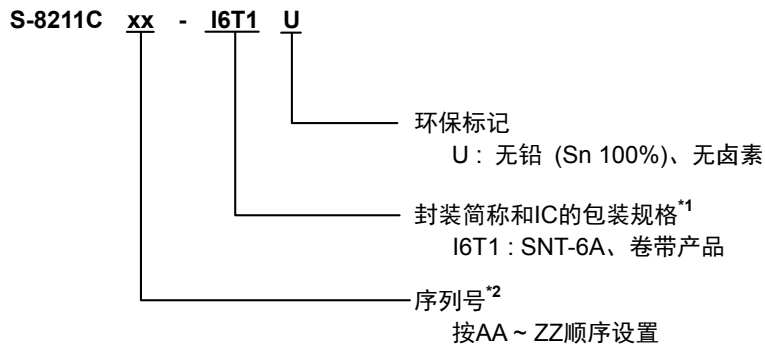 S-8211C xx - I6T1 U
环保标记
U : 无铅 (Sn 100%)、无卤素
封装简称和IC的包装规格*1
I6T1 : SNT-6A、卷带产品
序列号*2
按AA ~ ZZ顺序设置